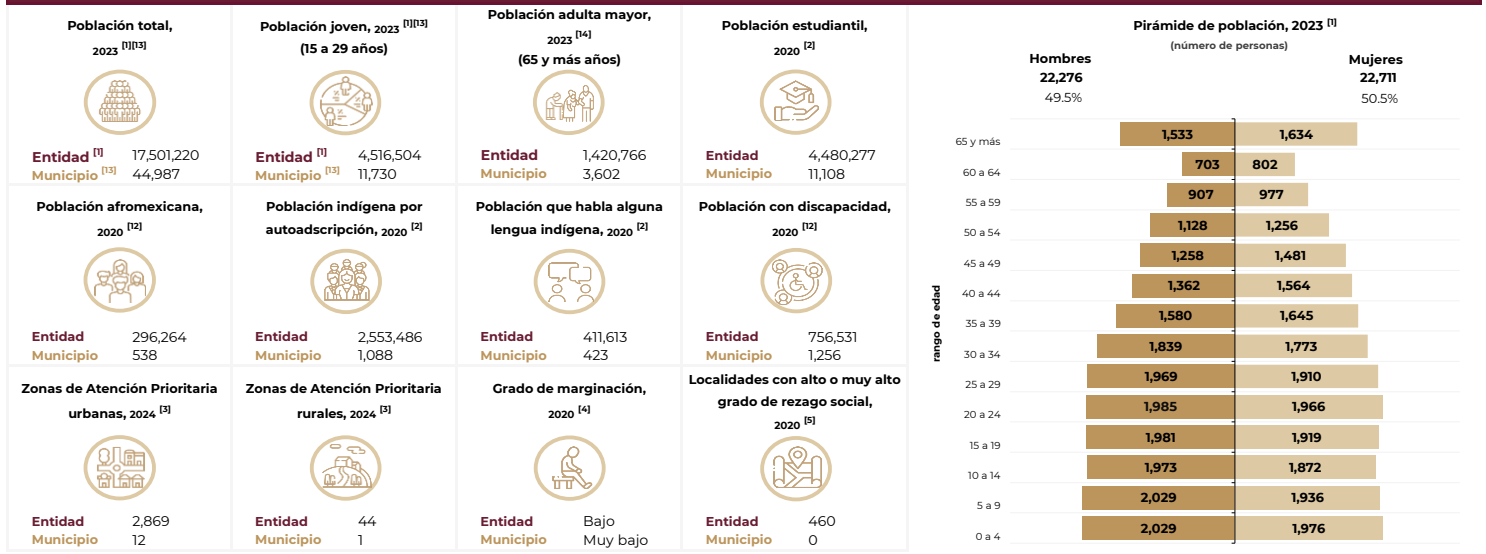 Población total,
2023 [1][13]
Entidad [1] 17,501,220
Municipio [13] 44,987
Población joven, 2023 [1][13]
(15 a 29 años)
Entidad [1] 4,516,504
Municipio [13] 11,730
Población adulta mayor,
2023 [14]
(65 y más años)
Entidad 1,420,766
Municipio 3,602
Población estudiantil,
2020 [2]
Entidad 4,480,277
Municipio 11,108
Población afromexicana,
2020 [12]
Entidad 296,264
Municipio 538
Población indígena por
autoadscripción, 2020 [2]
Entidad 2,553,486
Municipio 1,088
Población que habla alguna
lengua indígena, 2020 [2]
Entidad 411,613
Municipio 423
Población con discapacidad,
2020 [12]
Entidad 756,531
Municipio 1,256
Zonas de Atención Prioritaria
urbanas, 2024 [3]
Entidad 2,869
Municipio 12
Zonas de Atención Prioritaria
rurales, 2024 [3]
Entidad 44
Municipio 1
Grado de marginación,
2020 [4]
Entidad Bajo
Municipio Muy bajo
Localidades con alto o muy alto
grado de rezago social,
2020 [5]
Entidad 460
Municipio 0
Pirámide de población, 2023 [1]
(número de personas)
Hombres Mujeres
22,276 22,711
49.5% 50.5%
rango de edad
65 y más 1,533 1,634
60 a 64 703 802
55 a 59 907 977
50 a 54 1,128 1,256
45 a 49 1,258 1,481
40 a 44 1,362 1,564
35 a 39 1,580 1,645
30 a 34 1,839 1,773
25 a 29 1,969 1,910
20 a 24 1,985 1,966
15 a 19 1,981 1,919
10 a 14 1,973 1,872
5 a 9 2,029 1,936
0 a 4 2,029 1,976